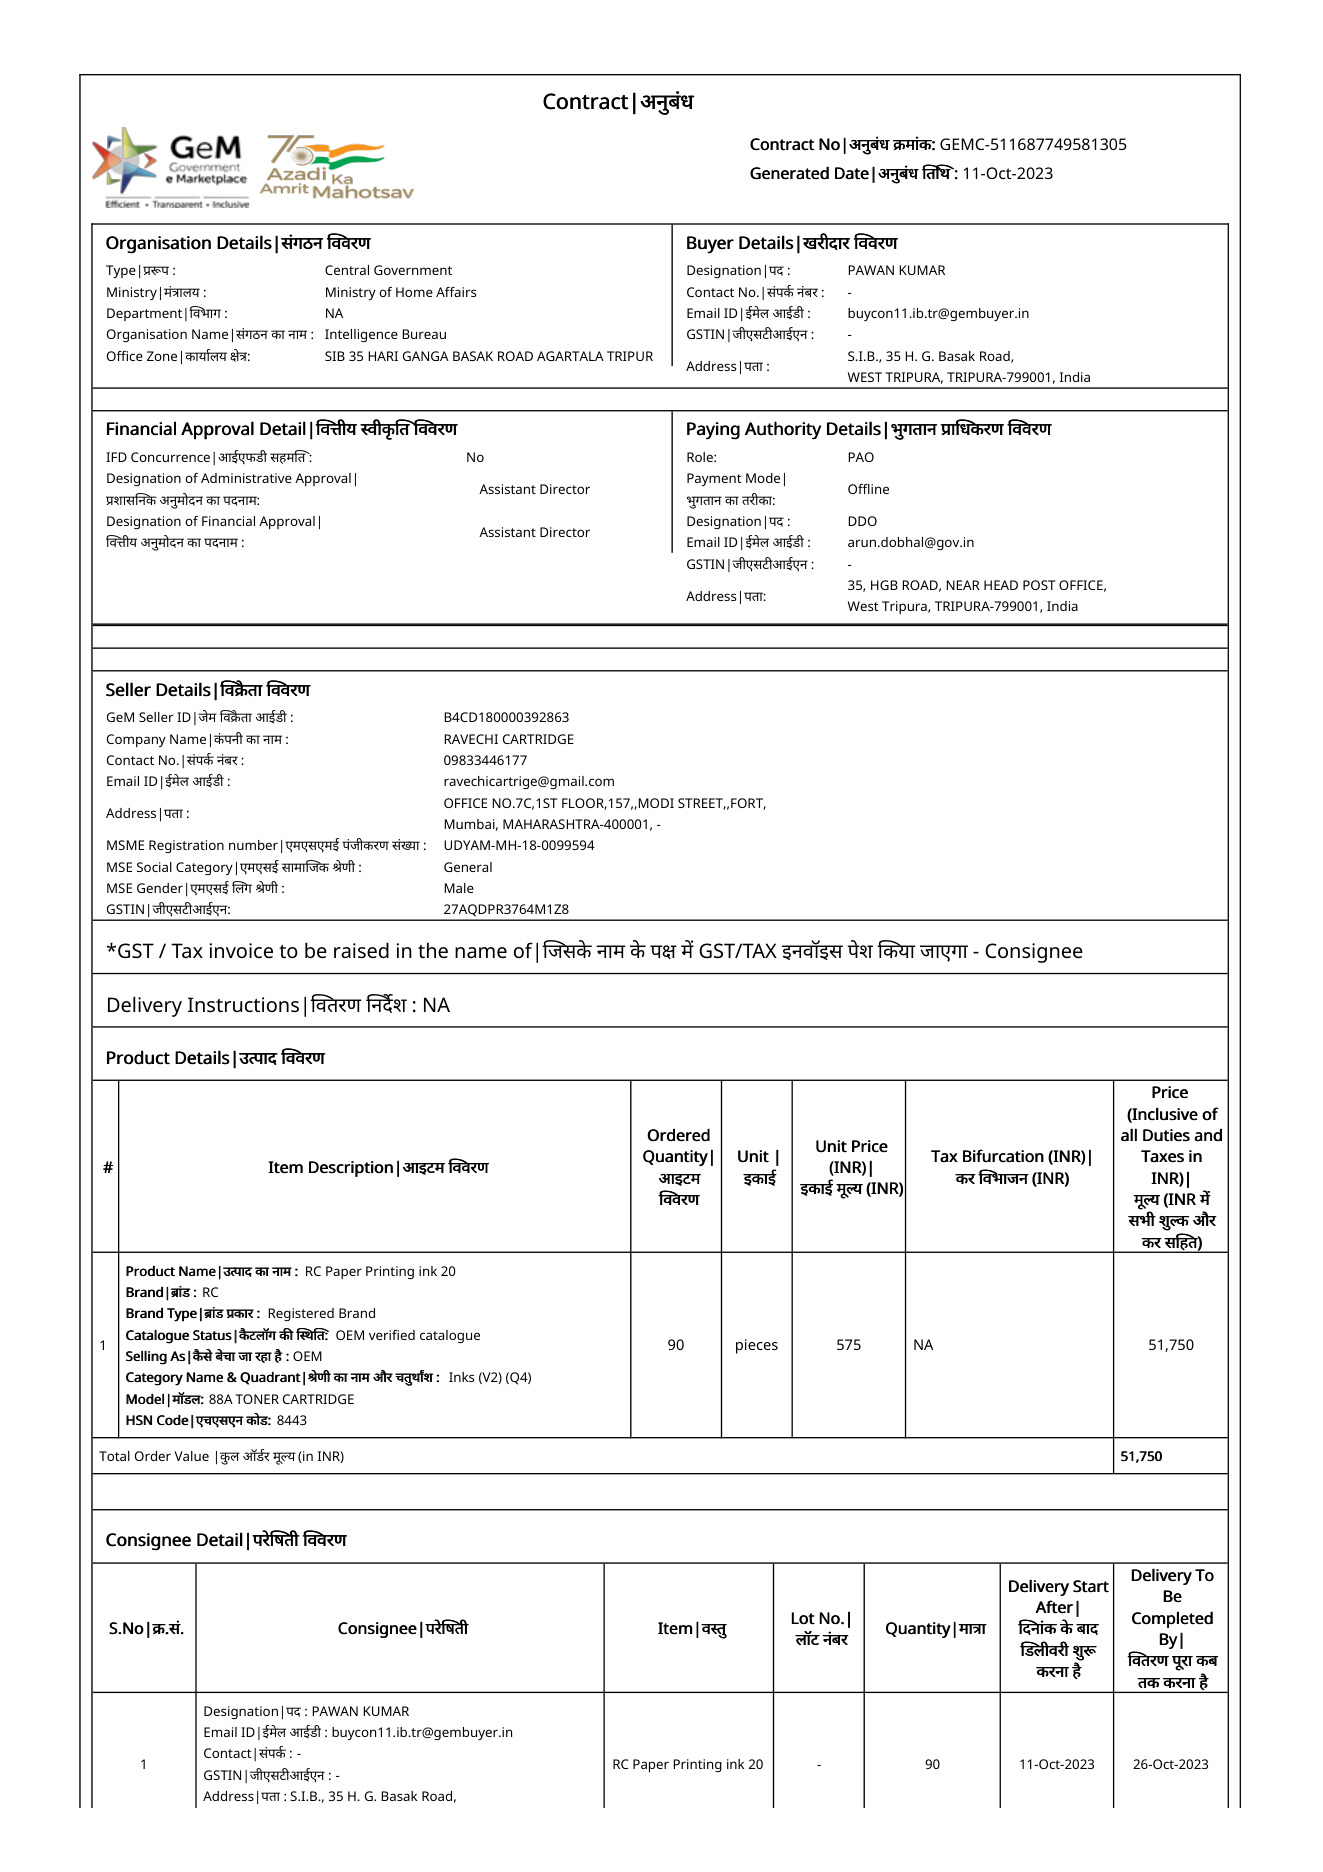 Contract|अनुबंध
GeM
Government
e Marketplace
Efficient • Transparent • Inclusive
75
Azadi Ka
Amrit Mahotsav
Contract No|अनुबंध क्रमांक: GEMC-511687749581305
Generated Date|अनुबंध तिथि : 11-Oct-2023
Organisation Details|संगठन विवरण
Type|प्ररूप : Central Government
Ministry|मंत्रालय : Ministry of Home Affairs
Department|विभाग : NA
Organisation Name|संगठन का नाम : Intelligence Bureau
Office Zone|कार्यालय क्षेत्र: SIB 35 HARI GANGA BASAK ROAD AGARTALA TRIPUR
Buyer Details|खरीदार विवरण
Designation|पद : PAWAN KUMAR
Contact No.|संपर्क नंबर : -
Email ID|ईमेल आईडी : buycon11.ib.tr@gembuyer.in
GSTIN|जीएसटीआईएन : -
Address|पता : S.I.B., 35 H. G. Basak Road,
WEST TRIPURA, TRIPURA-799001, India
Financial Approval Detail|वित्तीय स्वीकृति विवरण
IFD Concurrence|आईएफडी सहमति : No
Designation of Administrative Approval|
प्रशासनिक अनुमोदन का पदनाम: Assistant Director
Designation of Financial Approval|
वित्तीय अनुमोदन का पदनाम : Assistant Director
Paying Authority Details|भुगतान प्राधिकरण विवरण
Role: PAO
Payment Mode|
भुगतान का तरीका: Offline
Designation|पद : DDO
Email ID|ईमेल आईडी : arun.dobhal@gov.in
GSTIN|जीएसटीआईएन : -
Address|पता: 35, HGB ROAD, NEAR HEAD POST OFFICE,
West Tripura, TRIPURA-799001, India
Seller Details|विक्रेता विवरण
GeM Seller ID|जेम विक्रेता आईडी : B4CD180000392863
Company Name|कंपनी का नाम : RAVECHI CARTRIDGE
Contact No.|संपर्क नंबर : 09833446177
Email ID|ईमेल आईडी : ravechicartrige@gmail.com
Address|पता : OFFICE NO.7C,1ST FLOOR,157,,MODI STREET,,FORT,
Mumbai, MAHARASHTRA-400001, -
MSME Registration number|एमएसएमई पंजीकरण संख्या : UDYAM-MH-18-0099594
MSE Social Category|एमएसई सामाजिक श्रेणी : General
MSE Gender|एमएसई लिंग श्रेणी : Male
GSTIN|जीएसटीआईएन: 27AQDPR3764M1Z8
*GST / Tax invoice to be raised in the name of|जिसके नाम के पक्ष में GST/TAX इनवॉइस पेश किया जाएगा - Consignee
Delivery Instructions|वितरण निर्देश : NA
Product Details|उत्पाद विवरण
#
Item Description|आइटम विवरण
Ordered
Quantity|
आइटम
विवरण
Unit |
इकाई
Unit Price
(INR)|
इकाई मूल्य (INR)
Tax Bifurcation (INR)|
कर विभाजन (INR)
Price
(Inclusive of
all Duties and
Taxes in
INR)|
मूल्य (INR में
सभी शुल्क और
कर सहित)
1
Product Name|उत्पाद का नाम : RC Paper Printing ink 20
Brand|ब्रांड : RC
Brand Type|ब्रांड प्रकार : Registered Brand
Catalogue Status|कैटलॉग की स्थिति: OEM verified catalogue
Selling As|कैसे बेचा जा रहा है : OEM
Category Name & Quadrant|श्रेणी का नाम और चतुर्थांश : Inks (V2) (Q4)
Model|मॉडल: 88A TONER CARTRIDGE
HSN Code|एचएसएन कोड: 8443
90
pieces
575
NA
51,750
Total Order Value |कुल ऑर्डर मूल्य (in INR) 51,750
Consignee Detail|परेषिती विवरण
S.No|क्र.सं.
Consignee|परेषिती
Item|वस्तु
Lot No.|
लॉट नंबर
Quantity|मात्रा
Delivery Start
After|
दिनांक के बाद
डिलीवरी शुरू
करना है
Delivery To
Be
Completed
By|
वितरण पूरा कब
तक करना है
1
Designation|पद : PAWAN KUMAR
Email ID|ईमेल आईडी : buycon11.ib.tr@gembuyer.in
Contact|संपर्क : -
GSTIN|जीएसटीआईएन : -
Address|पता : S.I.B., 35 H. G. Basak Road,
RC Paper Printing ink 20
-
90
11-Oct-2023
26-Oct-2023